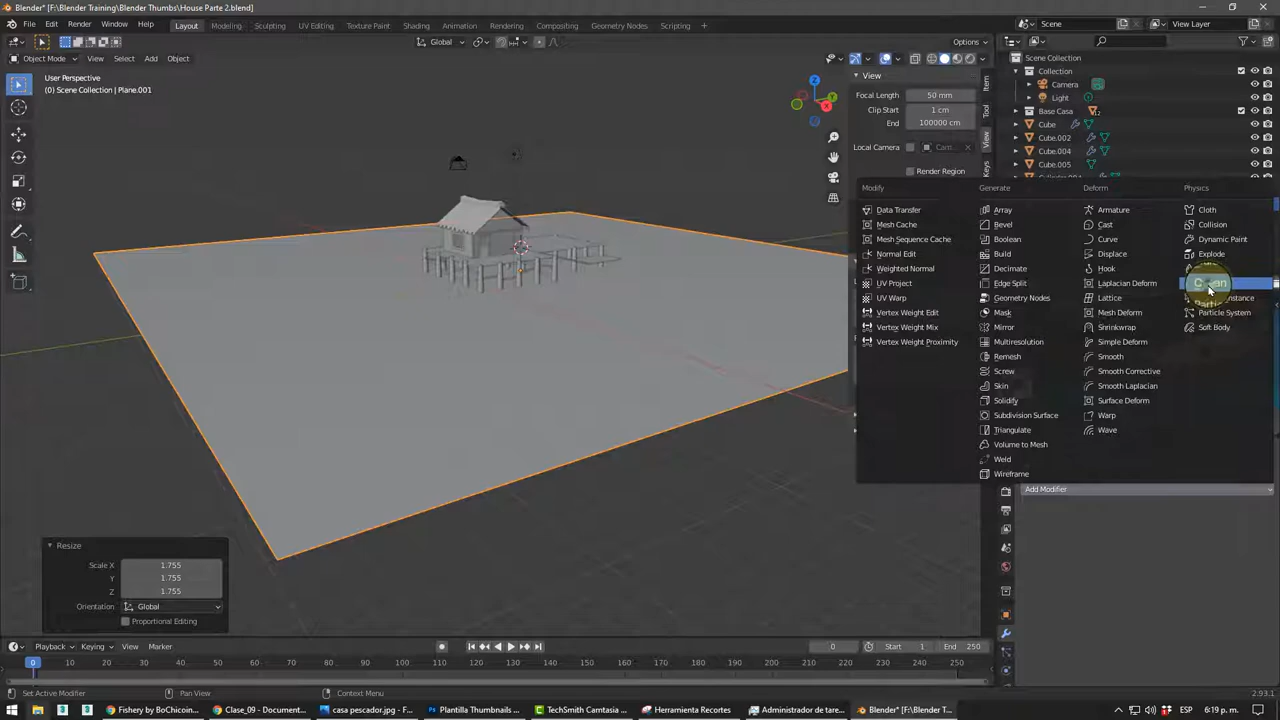 Blender* [F:\Blender Training\Blender Thumbs\House Parte 2.blend]
File Edit Render Window Help Layout Modeling Sculpting UV Editing Texture Paint Shading Animation Rendering Compositing Geometry Nodes Scripting + Scene View Layer
Global Options
Object Mode View Select Add Object
User Perspective
(0) Scene Collection | Plane.001
View
Focal Length 50 mm
Clip Start 1 cm
End 100000 cm
Local Camera
Render Region
Item
Tool
View
Scene Collection
Collection
Camera
Light
Base Casa
Cube
Cube.002
Cube.004
Cube.005
Modify
Data Transfer
Mesh Cache
Mesh Sequence Cache
Normal Edit
Weighted Normal
UV Project
UV Warp
Vertex Weight Edit
Vertex Weight Mix
Vertex Weight Proximity
Generate
Array
Bevel
Boolean
Build
Decimate
Edge Split
Geometry Nodes
Mask
Mirror
Multiresolution
Remesh
Screw
Skin
Solidify
Subdivision Surface
Triangulate
Volume to Mesh
Weld
Wireframe
Deform
Armature
Cast
Curve
Displace
Hook
Laplacian Deform
Lattice
Mesh Deform
Shrinkwrap
Simple Deform
Smooth
Smooth Corrective
Smooth Laplacian
Surface Deform
Warp
Wave
Physics
Cloth
Collision
Dynamic Paint
Explode
Particle System
Soft Body
Add Modifier
Resize
Scale X 1.755
Y 1.755
Z 1.755
Orientation Global
Proportional Editing
Playback Keying View Marker 0 Start 1 End 250
0 10 20 30 40 50 60 70 80 90 100 110 120 130 140 150 160 170 180 190 200 210 220 230 240 250
Set Active Modifier Pan View Context Menu 2.93.1
Fishery by BoChicoin... Clase_09 - Document... casa pescador.jpg - F... Plantilla Thumbnails ... TechSmith Camtasia ... Herramienta Recortes Administrador de tare... Blender* [F:\Blender T... ESP 6:19 p. m.